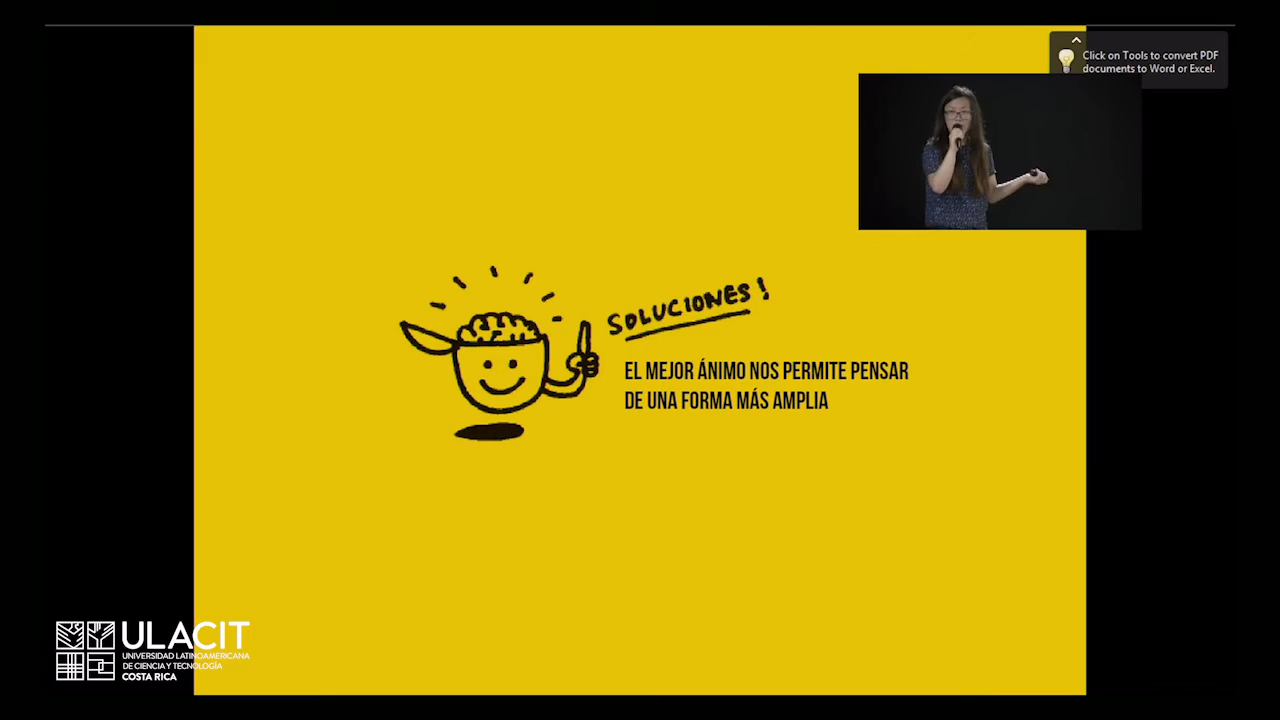 Click on Tools to convert PDF
documents to Word or Excel.
SOLUCIONES!
EL MEJOR ÁNIMO NOS PERMITE PENSAR
DE UNA FORMA MÁS AMPLIA
ULACIT
UNIVERSIDAD LATINOAMERICANA
DE CIENCIA Y TECNOLOGÍA
COSTA RICA